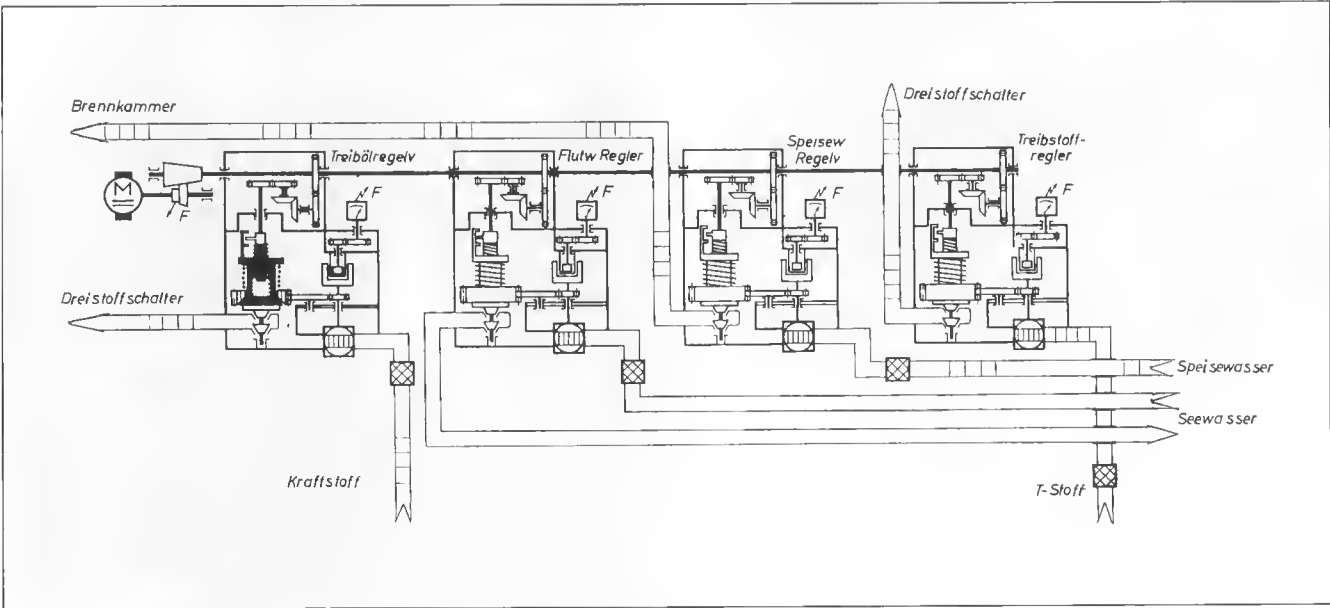 Brennkammer
Dreistoffschalter
Treibölregelv
Flutw Regler
Speisew
Regelv
Treibstoff-
regler
M
F
F
F
F
F
Dreistoffschalter
Speisewasser
Seewasser
Kraftstoff
T-Stoff